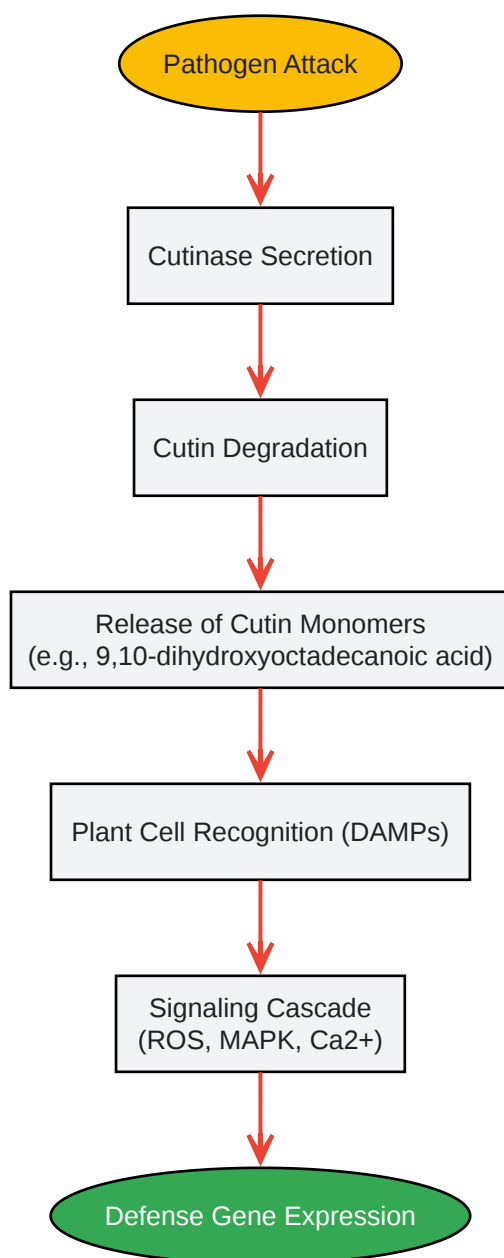 Pathogen Attack
Cutinase Secretion
Cutin Degradation
Release of Cutin Monomers
(e.g., 9,10-dihydroxyoctadecanoic acid)
Plant Cell Recognition (DAMPs)
Signaling Cascade
(ROS, MAPK, Ca2+)
Defense Gene Expression